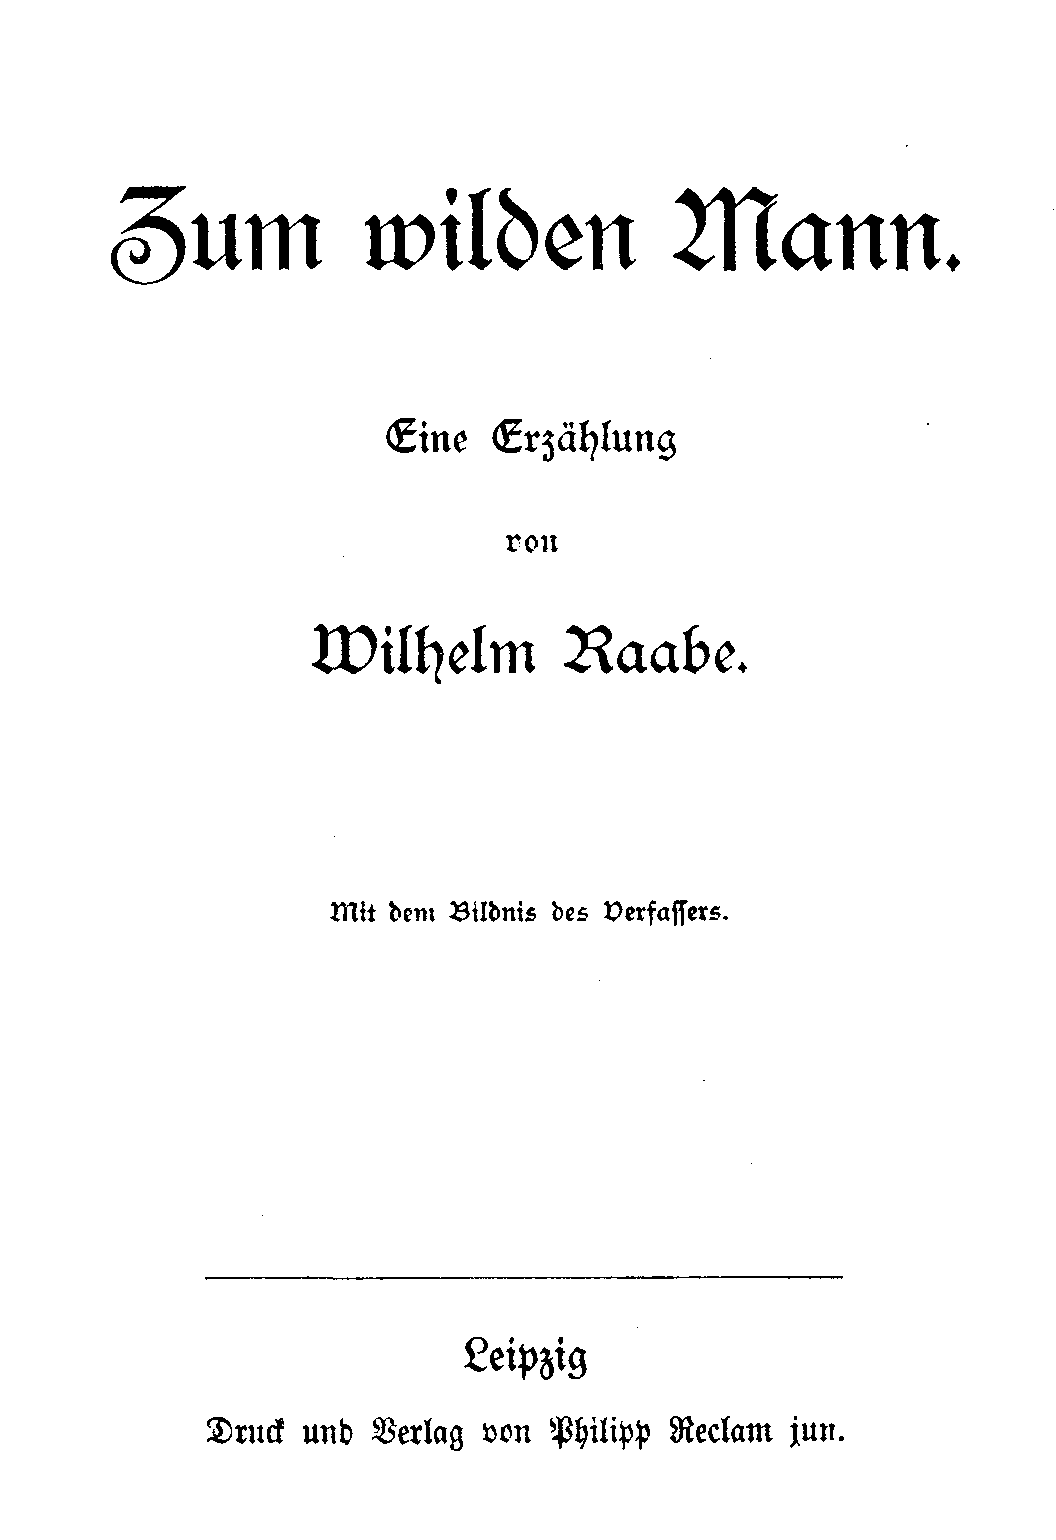 Zum wilden Mann.
Eine Erzählung
von
Wilhelm Raabe.
Mit dem Bildnis des Verfaſſers.
Leipzig
Druck und Verlag von Philipp Reclam jun.